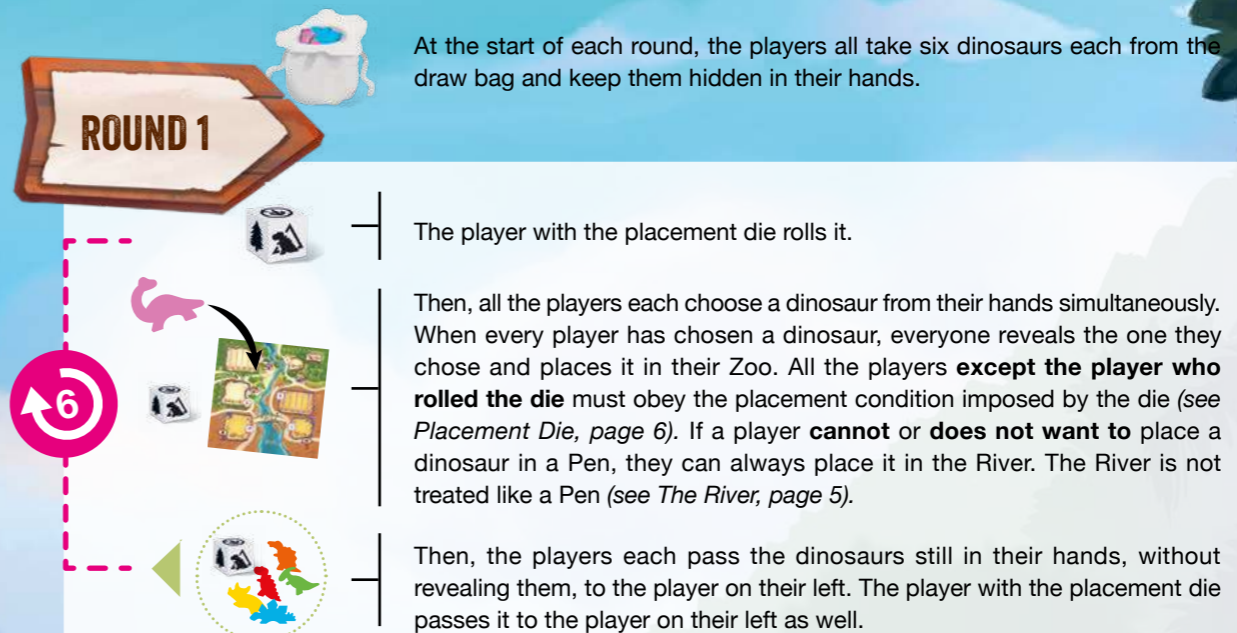 At the start of each round, the players all take six dinosaurs each from the
draw bag and keep them hidden in their hands.
ROUND 1
The player with the placement die rolls it.
Then, all the players each choose a dinosaur from their hands simultaneously.
When every player has chosen a dinosaur, everyone reveals the one they
chose and places it in their Zoo. All the players except the player who
rolled the die must obey the placement condition imposed by the die (see
Placement Die, page 6). If a player cannot or does not want to place a
dinosaur in a Pen, they can always place it in the River. The River is not
treated like a Pen (see The River, page 5).
6
Then, the players each pass the dinosaurs still in their hands, without
revealing them, to the player on their left. The player with the placement die
passes it to the player on their left as well.